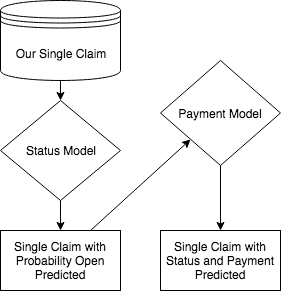 Our Single Claim
Status Model
Single Claim with
Probability Open
Predicted
Payment Model
Single Claim with
Status and Payment
Predicted